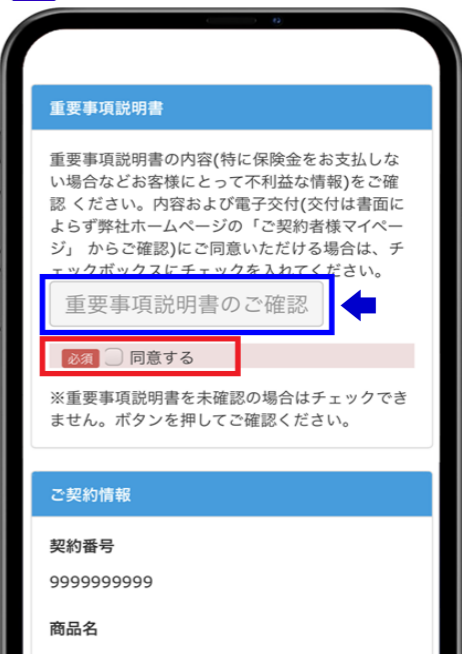 重要事項説明書
重要事項説明書の内容(特に保険金をお支払しな
い場合などお客様にとって不利益な情報)をご確
認 ください。内容および電子交付(交付は書面に
よらず弊社ホームページの「ご契約者様マイペー
ジ」 からご確認)にご同意いただける場合は、チ
ェックボックスにチェックを入れてください。
重要事項説明書のご確認
必須 同意する
※重要事項説明書を未確認の場合はチェックでき
ません。ボタンを押してご確認ください。
ご契約情報
契約番号
9999999999
商品名